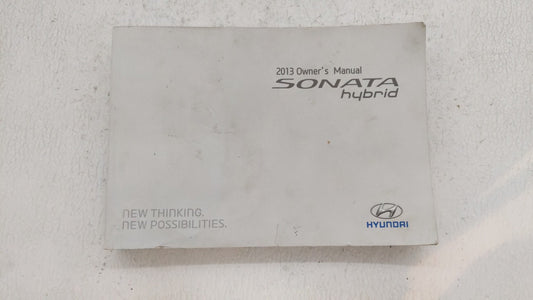 2013 Owner's Manual
SONATA
hybrid
NEW THINKING.
NEW POSSIBILITIES.
HYUNDAI